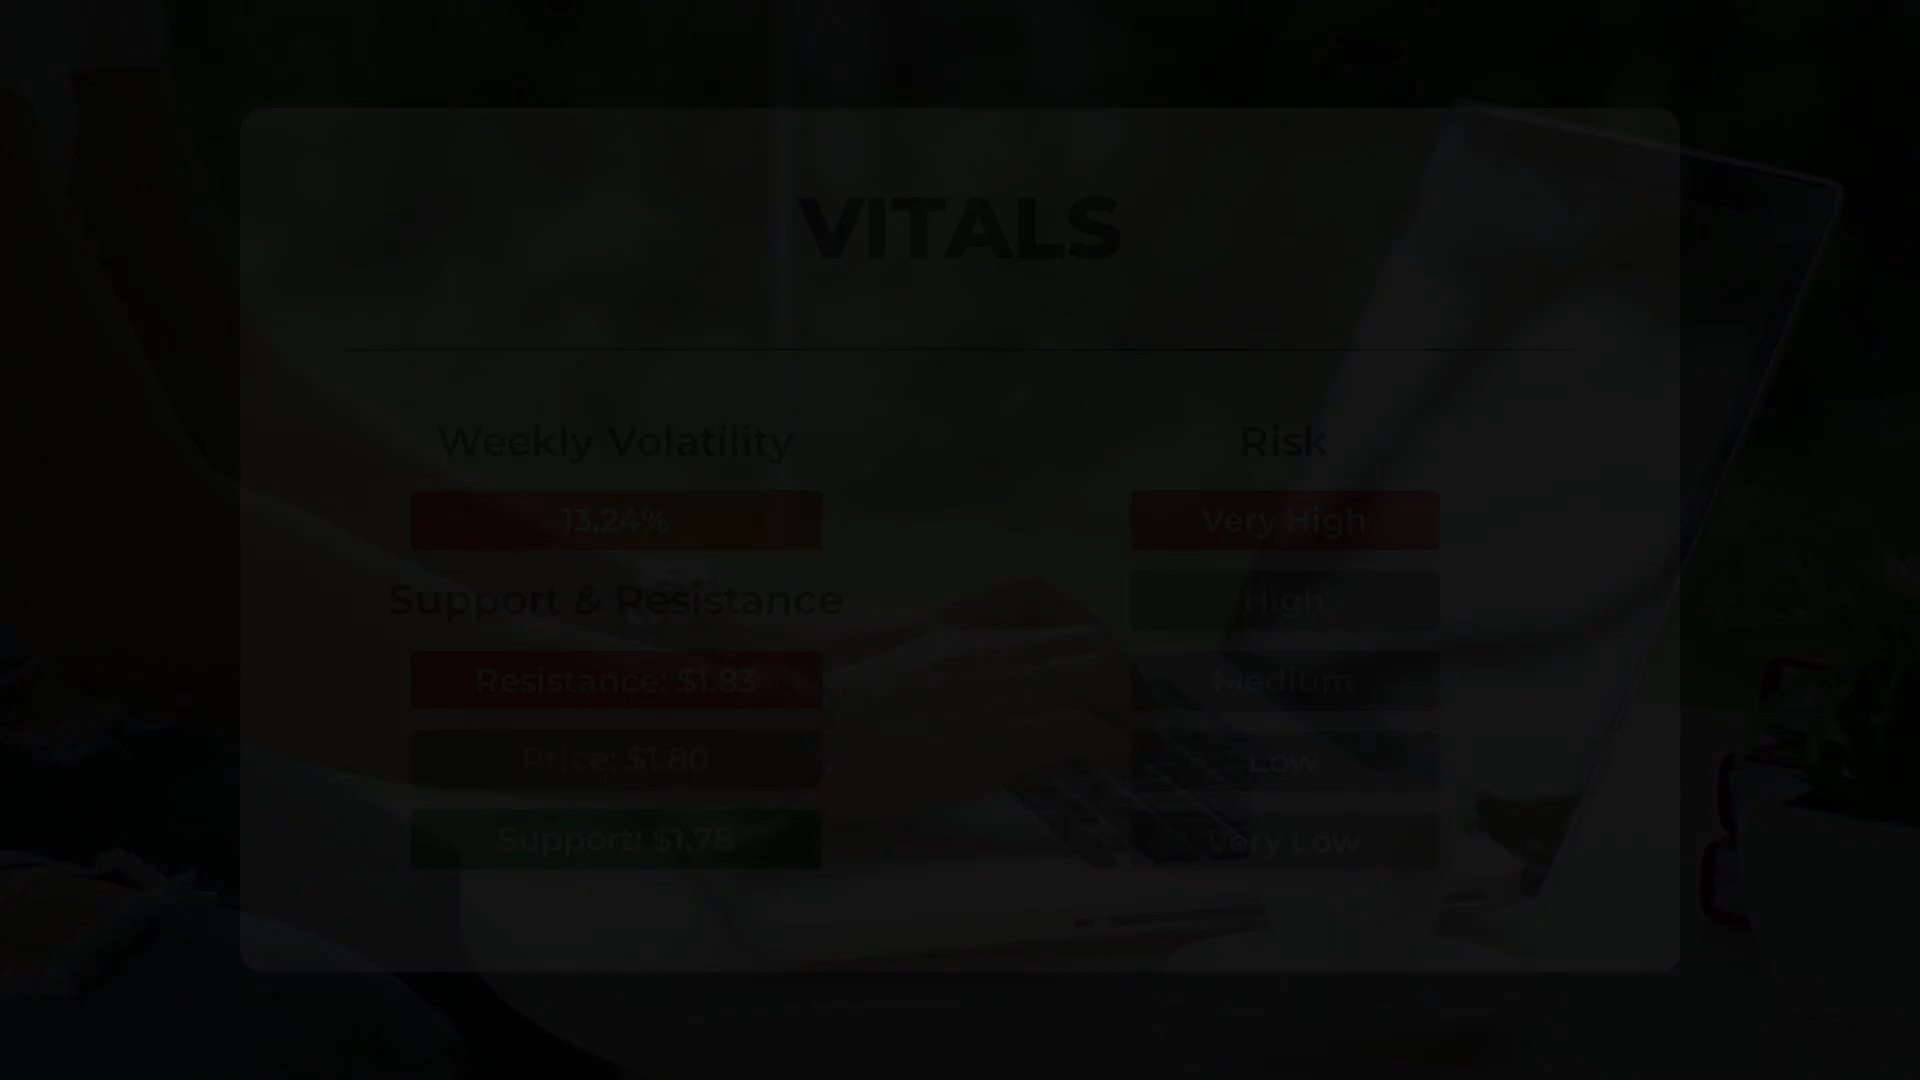 VITALS
Weekly Volatility
13.24%
Support & Resistance
Resistance: $1.83
Price: $1.80
Support: $1.78
Risk
Very High
High
Medium
Low
Very Low